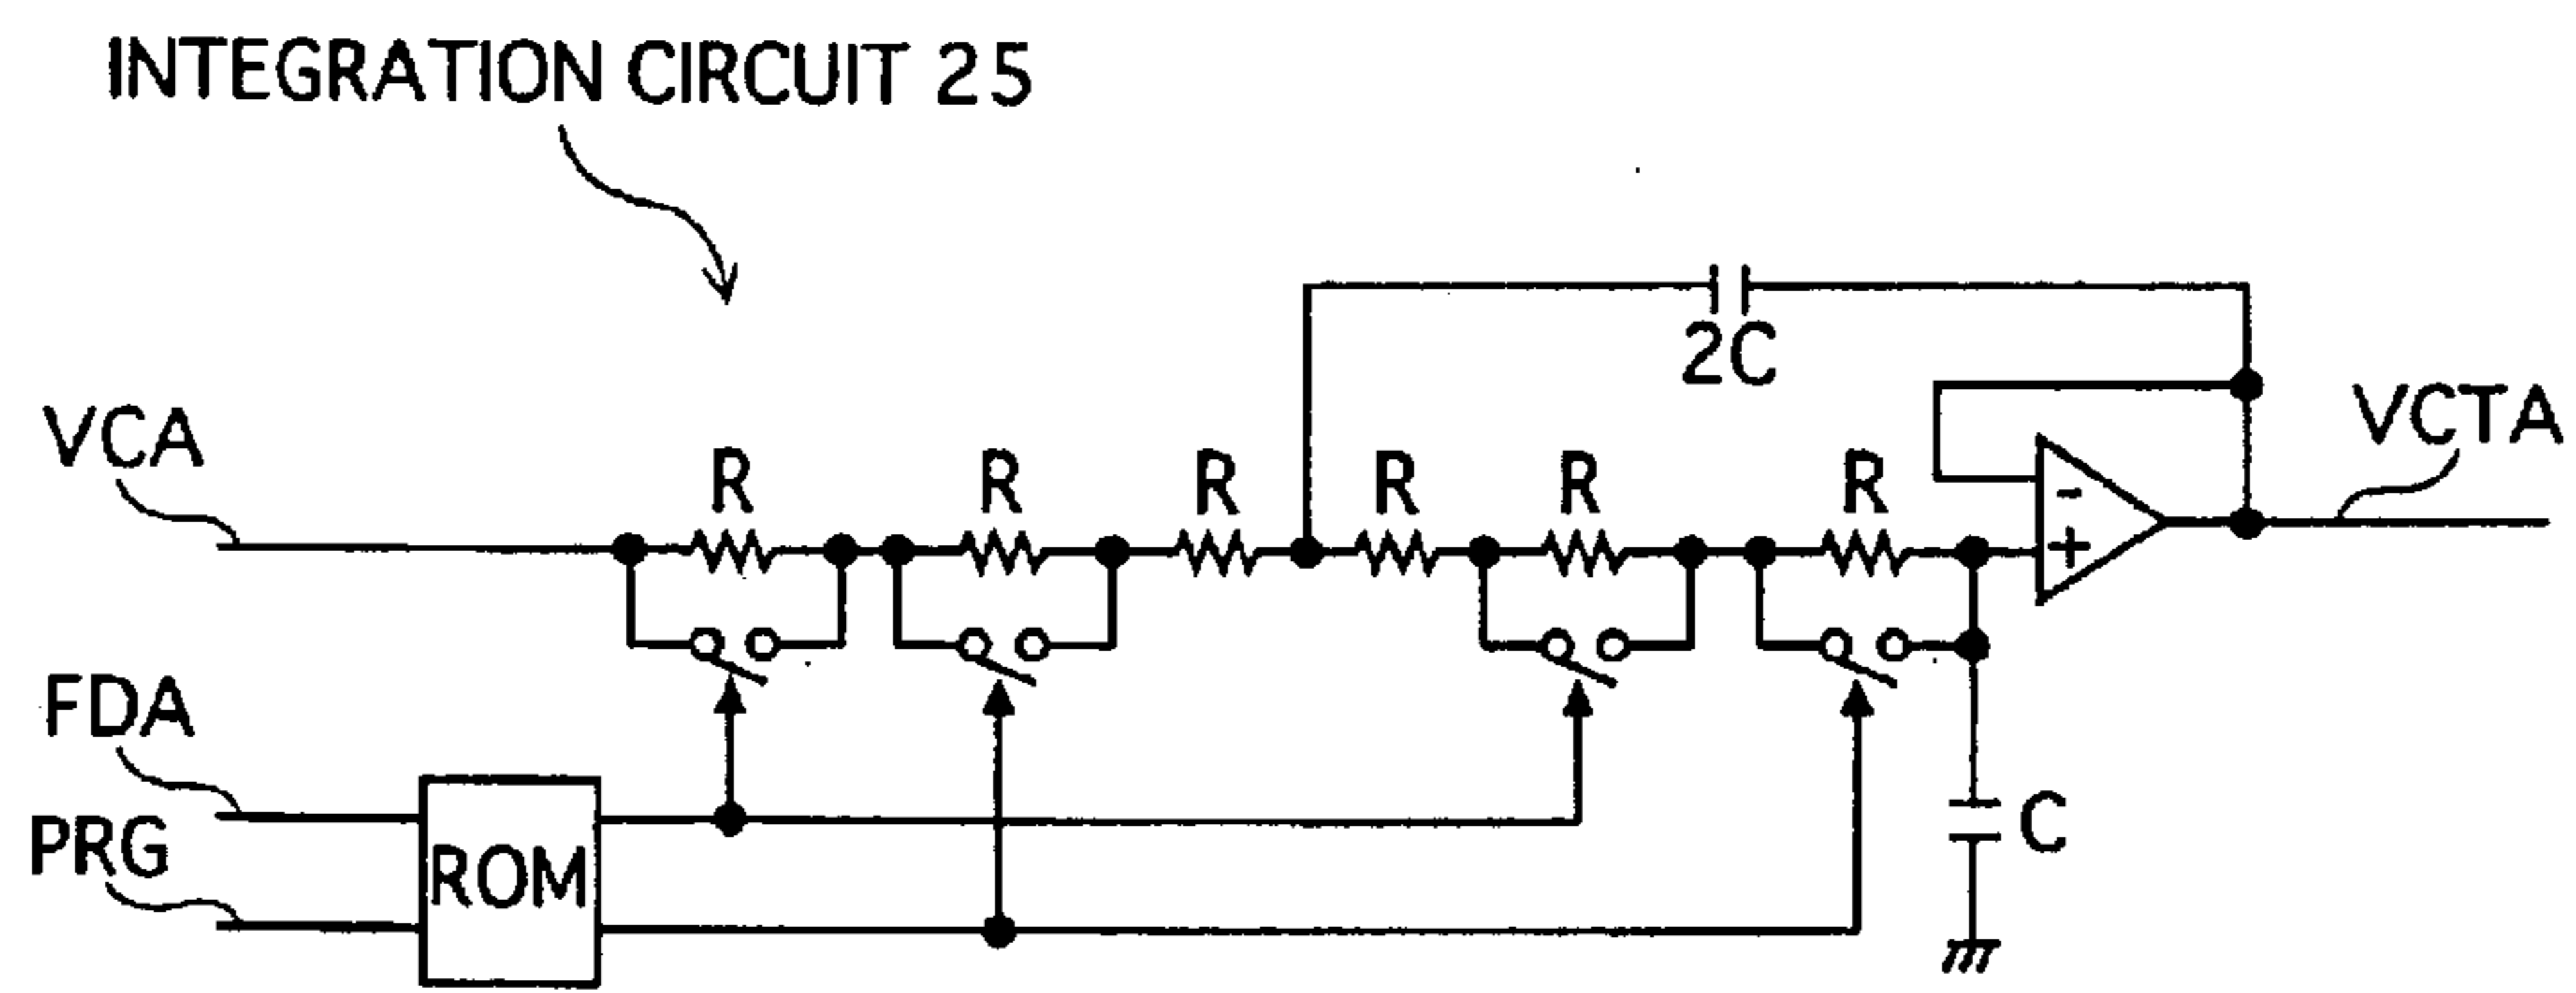 INTEGRATION CIRCUIT 25
2C
VCA
R
R
R
R
R
R
-
+
VCTA
FDA
PRG
ROM
C